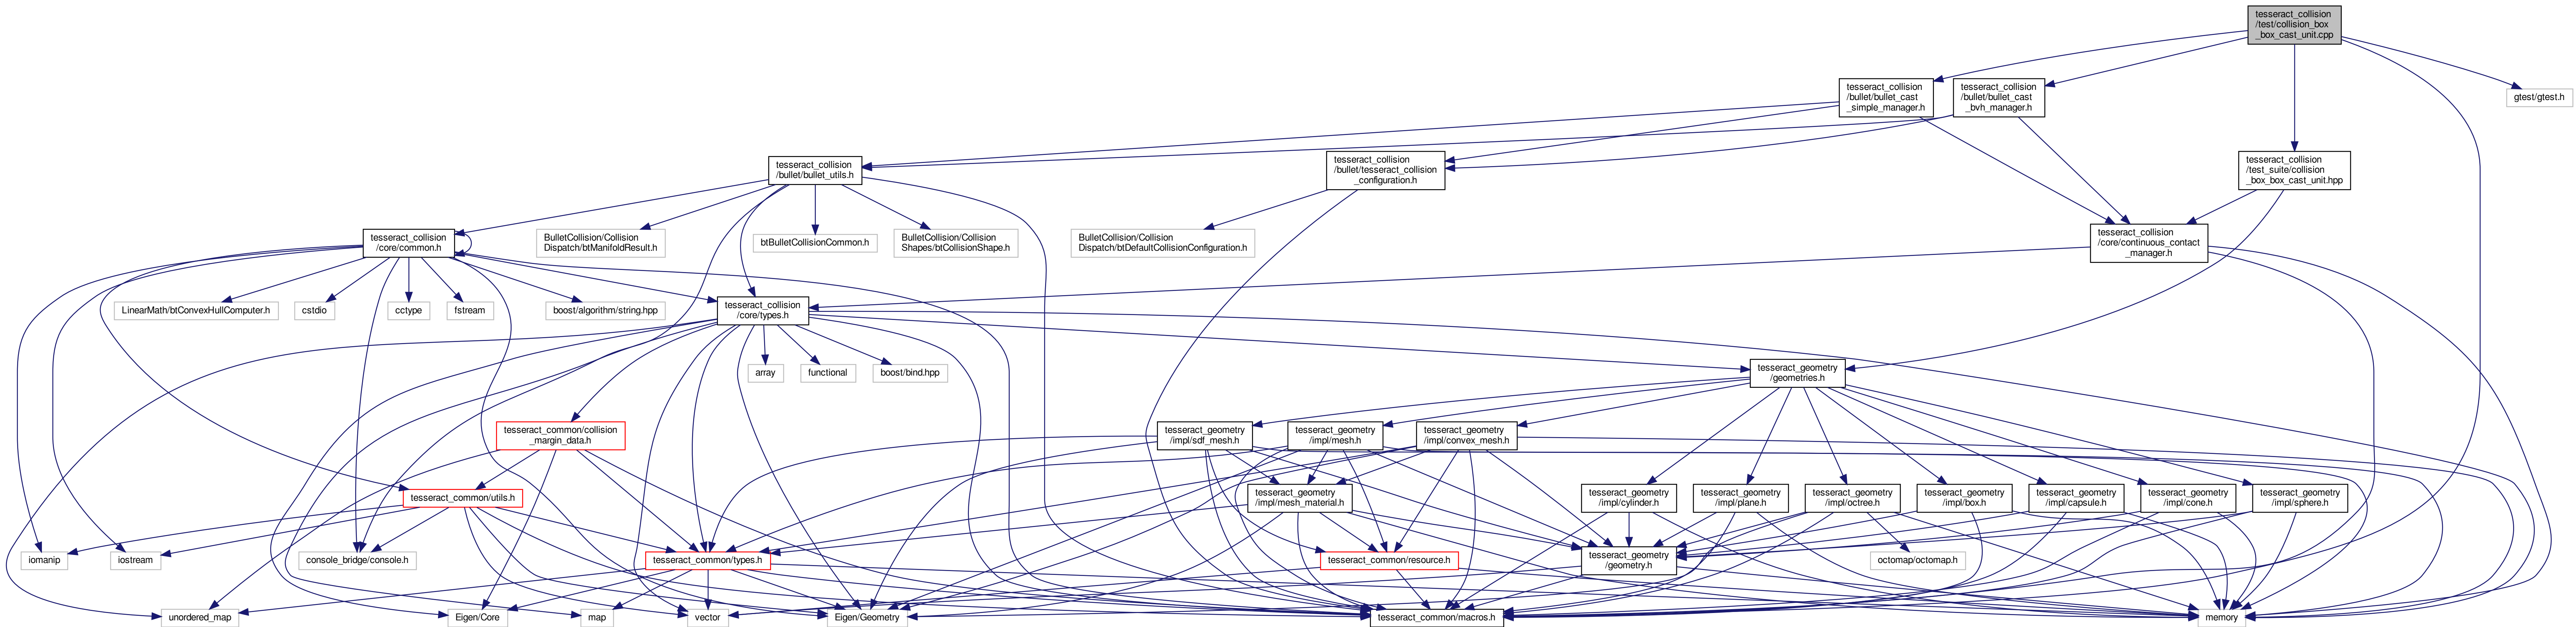 tesseract_collision
/test/collision_box
_box_cast_unit.cpp
tesseract_collision
/bullet/bullet_cast
_simple_manager.h
tesseract_collision
/bullet/bullet_cast
_bvh_manager.h
gtest/gtest.h
tesseract_collision
/bullet/bullet_utils.h
tesseract_collision
/bullet/tesseract_collision
_configuration.h
tesseract_collision
/test_suite/collision
_box_box_cast_unit.hpp
tesseract_collision
/core/common.h
BulletCollision/Collision
Dispatch/btManifoldResult.h
btBulletCollisionCommon.h
BulletCollision/Collision
Shapes/btCollisionShape.h
BulletCollision/Collision
Dispatch/btDefaultCollisionConfiguration.h
tesseract_collision
/core/continuous_contact
_manager.h
LinearMath/btConvexHullComputer.h
cstdio
cctype
fstream
boost/algorithm/string.hpp
tesseract_collision
/core/types.h
array
functional
boost/bind.hpp
tesseract_geometry
/geometries.h
tesseract_common/collision
_margin_data.h
tesseract_geometry
/impl/sdf_mesh.h
tesseract_geometry
/impl/mesh.h
tesseract_geometry
/impl/convex_mesh.h
tesseract_common/utils.h
tesseract_geometry
/impl/mesh_material.h
tesseract_geometry
/impl/cylinder.h
tesseract_geometry
/impl/plane.h
tesseract_geometry
/impl/octree.h
tesseract_geometry
/impl/box.h
tesseract_geometry
/impl/capsule.h
tesseract_geometry
/impl/cone.h
tesseract_geometry
/impl/sphere.h
iomanip
iostream
console_bridge/console.h
tesseract_common/types.h
tesseract_common/resource.h
tesseract_geometry
/geometry.h
octomap/octomap.h
unordered_map
Eigen/Core
map
vector
Eigen/Geometry
tesseract_common/macros.h
memory